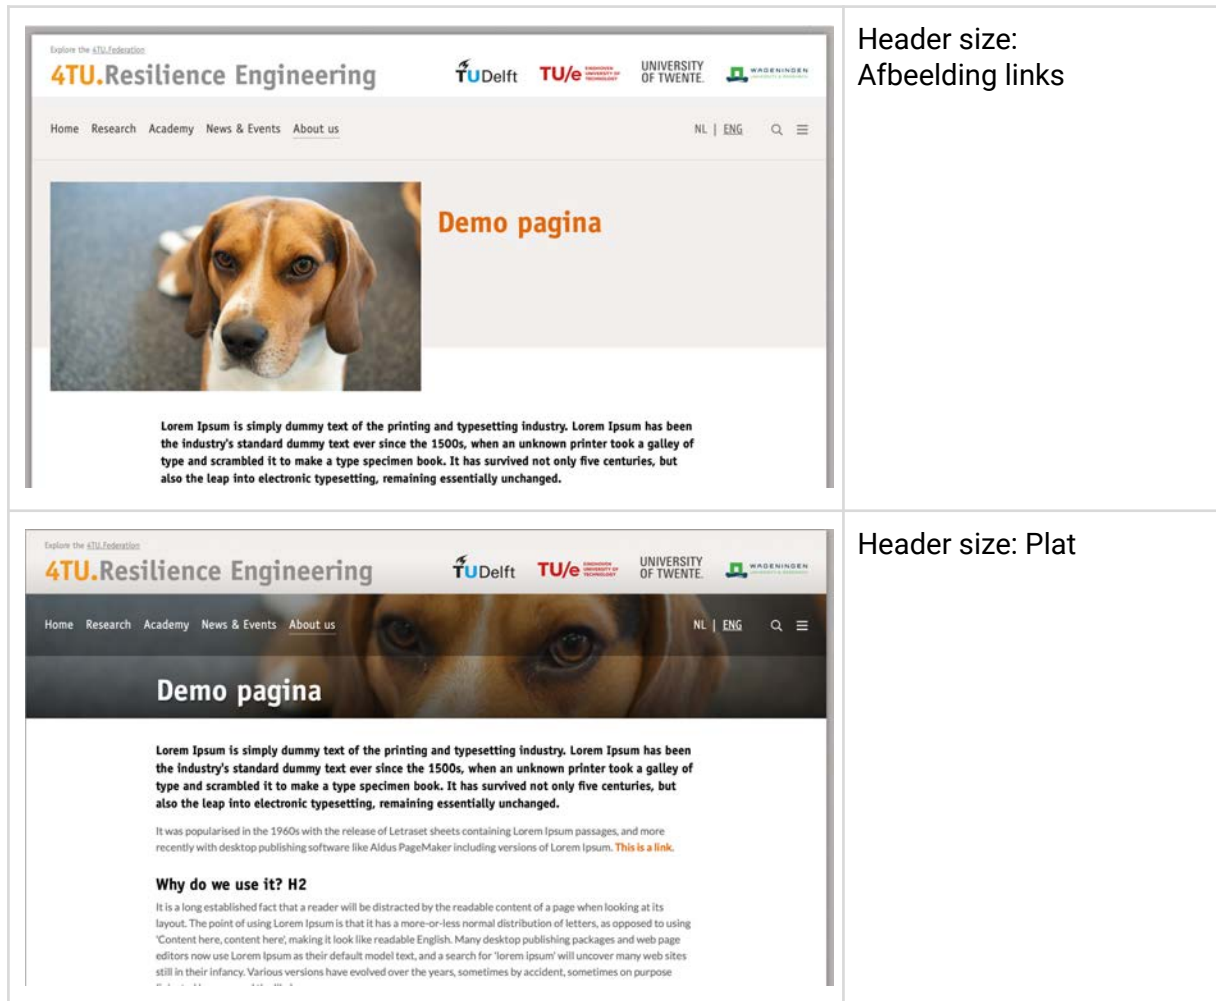 Explore the 4TU.Federation
4TU.Resilience Engineering
TUDelft
TU/e EINDHOVEN UNIVERSITY OF TECHNOLOGY
UNIVERSITY
OF TWENTE.
WAGENINGEN
UNIVERSITY & RESEARCH
Home Research Academy News & Events About us
NL | ENG
Demo pagina
Lorem Ipsum is simply dummy text of the printing and typesetting industry. Lorem Ipsum has been
the industry's standard dummy text ever since the 1500s, when an unknown printer took a galley of
type and scrambled it to make a type specimen book. It has survived not only five centuries, but
also the leap into electronic typesetting, remaining essentially unchanged.
Header size:
Afbeelding links
Explore the 4TU.Federation
4TU.Resilience Engineering
TUDelft
TU/e EINDHOVEN UNIVERSITY OF TECHNOLOGY
UNIVERSITY
OF TWENTE.
WAGENINGEN
UNIVERSITY & RESEARCH
Home Research Academy News & Events About us
NL | ENG
Demo pagina
Lorem Ipsum is simply dummy text of the printing and typesetting industry. Lorem Ipsum has been
the industry's standard dummy text ever since the 1500s, when an unknown printer took a galley of
type and scrambled it to make a type specimen book. It has survived not only five centuries, but
also the leap into electronic typesetting, remaining essentially unchanged.
It was popularised in the 1960s with the release of Letraset sheets containing Lorem Ipsum passages, and more
recently with desktop publishing software like Aldus PageMaker including versions of Lorem Ipsum. This is a link.
Why do we use it? H2
It is a long established fact that a reader will be distracted by the readable content of a page when looking at its
layout. The point of using Lorem Ipsum is that it has a more-or-less normal distribution of letters, as opposed to using
'Content here, content here', making it look like readable English. Many desktop publishing packages and web page
editors now use Lorem Ipsum as their default model text, and a search for 'lorem ipsum' will uncover many web sites
still in their infancy. Various versions have evolved over the years, sometimes by accident, sometimes on purpose
Header size: Plat